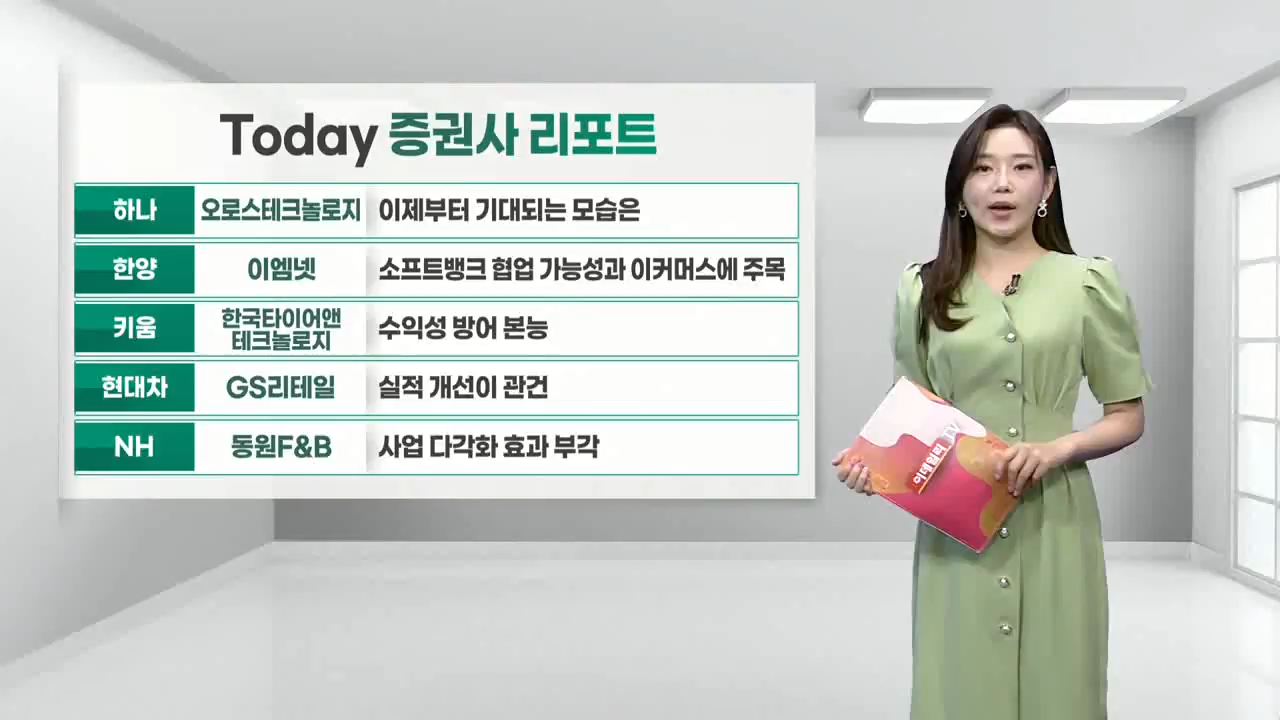 Today 증권사 리포트
하나 오로스테크놀로지 이제부터 기대되는 모습은
한양 이엠넷 소프트뱅크 협업 가능성과 이커머스에 주목
키움 한국타이어앤
테크놀로지 수익성 방어 본능
현대차 GS리테일 실적 개선이 관건
NH 동원F&B 사업 다각화 효과 부각
이데일리 TV